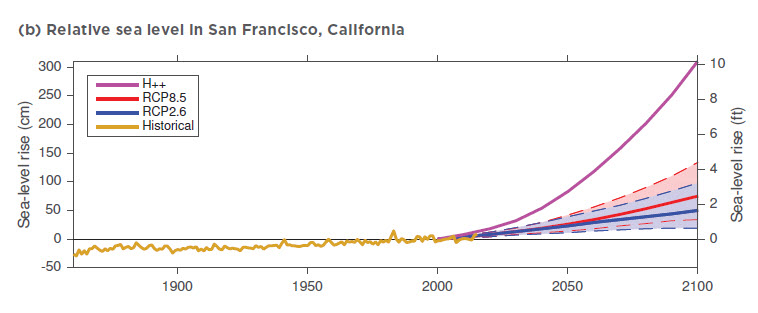 (b) Relative sea level in San Francisco, California
Sea-level rise (cm)
300
250
200
150
100
50
0
-50
H++
RCP8.5
RCP2.6
Historical
10
8
6
4
2
0
Sea-level rise (ft)
1900
1950
2000
2050
2100